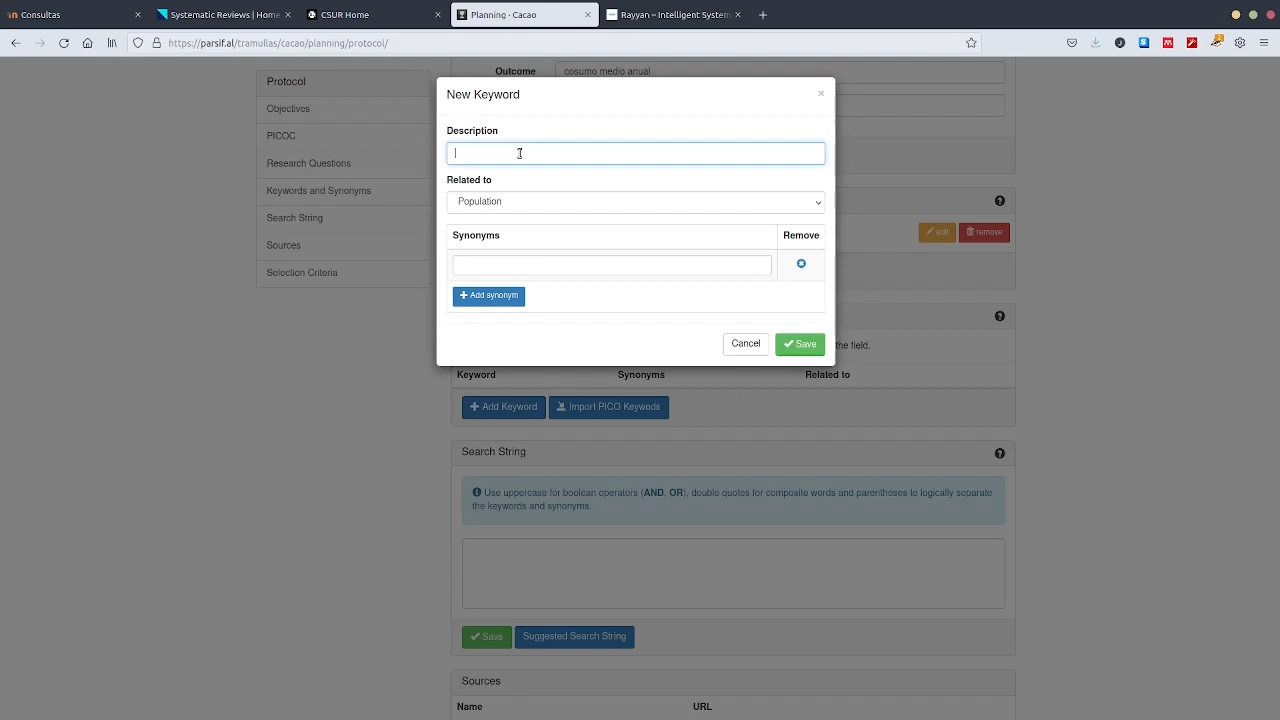 Consultas
Systematic Reviews | Home
CSUR Home
Planning · Cacao
Rayyan – Intelligent System
https://parsif.al/tramullas/cacao/planning/protocol/
Protocol
Objectives
PICOC
Research Questions
Keywords and Synonyms
Search String
Sources
Selection Criteria
Outcome
cosumo medio anual
New Keyword
Description
Related to
Population
Synonyms
Remove
Add synonym
Cancel
Save
edit
remove
the field.
Keyword
Synonyms
Related to
Add Keyword
Import PICO Keywods
Search String
Use uppercase for boolean operators (AND, OR), double quotes for composite words and parentheses to logically separate
the keywords and synonyms.
Save
Suggested Search String
Sources
Name
URL